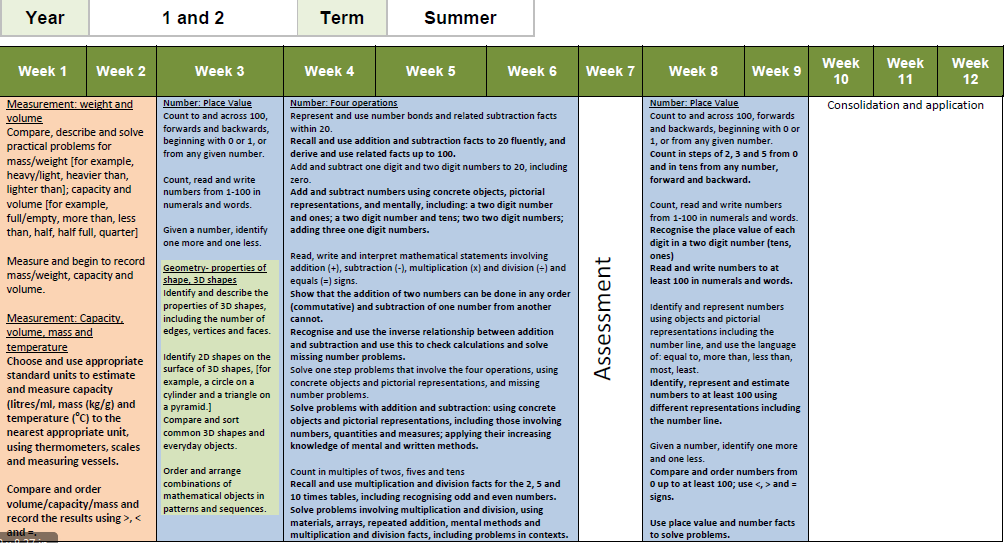 Year 1 and 2 Term Summer
Week 1 Week 2 Week 3 Week 4 Week 5 Week 6 Week 7 Week 8 Week 9 Week 10 Week 11 Week 12
Measurement: weight and
volume
Compare, describe and solve
practical problems for
mass/weight [for example,
heavy/light, heavier than,
lighter than]; capacity and
volume [for example,
full/empty, more than, less
than, half, half full, quarter]
Measure and begin to record
mass/weight, capacity and
volume.
Measurement: Capacity,
volume, mass and
temperature
Choose and use appropriate
standard units to estimate
and measure capacity
(litres/ml, mass (kg/g) and
temperature (°C) to the
nearest appropriate unit,
using thermometers, scales
and measuring vessels.
Compare and order
volume/capacity/mass and
record the results using >, <
and =.
Number: Place Value
Count to and across 100,
forwards and backwards,
beginning with 0 or 1, or
from any given number.
Count, read and write
numbers from 1-100 in
numerals and words.
Given a number, identify
one more and one less.
Geometry- properties of
shape, 3D shapes
Identify and describe the
properties of 3D shapes,
including the number of
edges, vertices and faces.
Identify 2D shapes on the
surface of 3D shapes, [for
example, a circle on a
cylinder and a triangle on
a pyramid.]
Compare and sort
common 3D shapes and
everyday objects.
Order and arrange
combinations of
mathematical objects in
patterns and sequences.
Number: Four operations
Represent and use number bonds and related subtraction facts
within 20.
Recall and use addition and subtraction facts to 20 fluently, and
derive and use related facts up to 100.
Add and subtract one digit and two digit numbers to 20, including
zero.
Add and subtract numbers using concrete objects, pictorial
representations, and mentally, including: a two digit number
and ones; a two digit number and tens; two two digit numbers;
adding three one digit numbers.
Read, write and interpret mathematical statements involving
addition (+), subtraction (-), multiplication (x) and division (÷) and
equals (=) signs.
Show that the addition of two numbers can be done in any order
(commutative) and subtraction of one number from another
cannot.
Recognise and use the inverse relationship between addition
and subtraction and use this to check calculations and solve
missing number problems.
Solve one step problems that involve the four operations, using
concrete objects and pictorial representations, and missing
number problems.
Solve problems with addition and subtraction: using concrete
objects and pictorial representations, including those involving
numbers, quantities and measures; applying their increasing
knowledge of mental and written methods.
Count in multiples of twos, fives and tens
Recall and use multiplication and division facts for the 2, 5 and
10 times tables, including recognising odd and even numbers.
Solve problems involving multiplication and division, using
materials, arrays, repeated addition, mental methods and
multiplication and division facts, including problems in contexts.
Assessment
Number: Place Value
Count to and across 100, forwards
and backwards, beginning with 0 or
1, or from any given number.
Count in steps of 2, 3 and 5 from 0
and in tens from any number,
forward and backward.
Count, read and write numbers
from 1-100 in numerals and words.
Recognise the place value of each
digit in a two digit number (tens,
ones)
Read and write numbers to at
least 100 in numerals and words.
Identify and represent numbers
using objects and pictorial
representations including the
number line, and use the language
of: equal to, more than, less than,
most, least.
Identify, represent and estimate
numbers to at least 100 using
different representations including
the number line.
Given a number, identify one more
and one less.
Compare and order numbers from
0 up to at least 100; use <, > and =
signs.
Use place value and number facts
to solve problems.
Consolidation and application